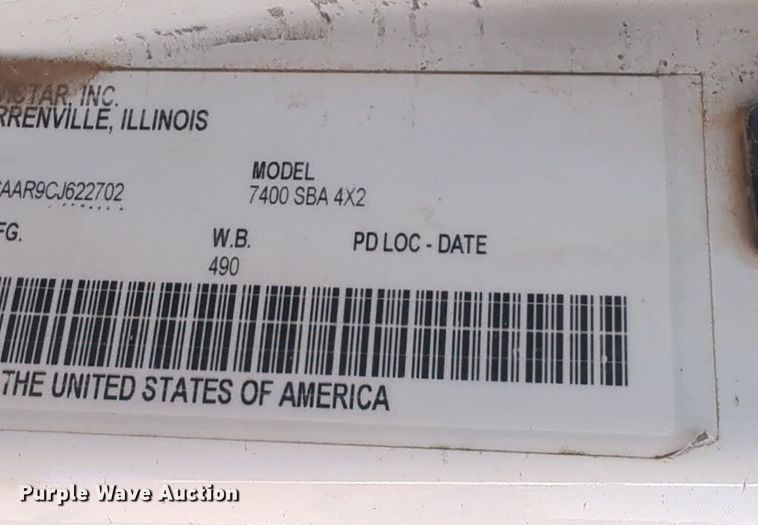 VISTAR, INC.
RRENVILLE, ILLINOIS
MODEL
AAR9CJ622702
7400 SBA 4X2
FG.
W.B.
PD LOC - DATE
490
THE UNITED STATES OF AMERICA
Purple Wave Auction